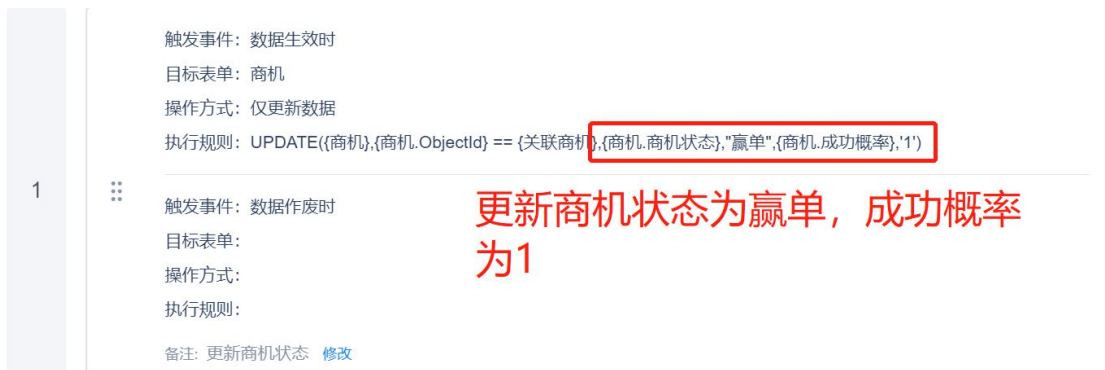 触发事件：数据生效时
目标表单：商机
操作方式：仅更新数据
执行规则：UPDATE({商机},{商机.ObjectId} == {关联商机},{商机.商机状态},"赢单",{商机.成功概率},'1')
1
触发事件：数据作废时
目标表单：
操作方式：
执行规则：
更新商机状态为赢单，成功概率
为1
备注: 更新商机状态 修改